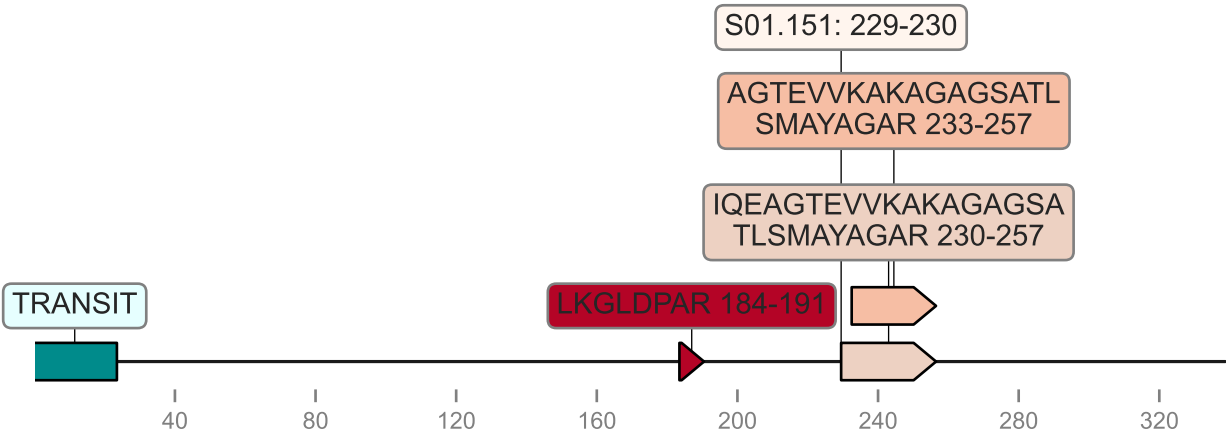 S01.151: 229-230
AGTEVVKAKAGAGSATL
SMAYAGAR 233-257
IQEAGTEVVKAKAGAGSA
TLSMAYAGAR 230-257
TRANSIT
LKGLDPAR 184-191
40 80 120 160 200 240 280 320